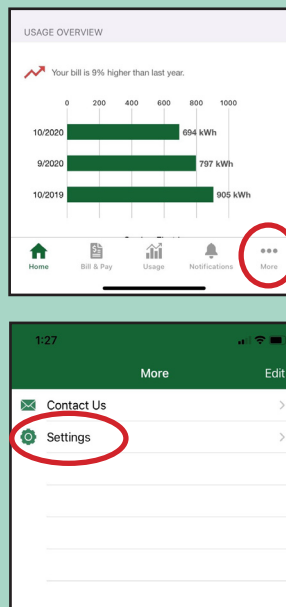 USAGE OVERVIEW
Your bill is 9% higher than last year.
0 200 400 600 800 1000
10/2020 694 kWh
9/2020 797 kWh
10/2019 905 kWh
Home Bill & Pay Usage Notifications More
1:27
More Edit
Contact Us
Settings